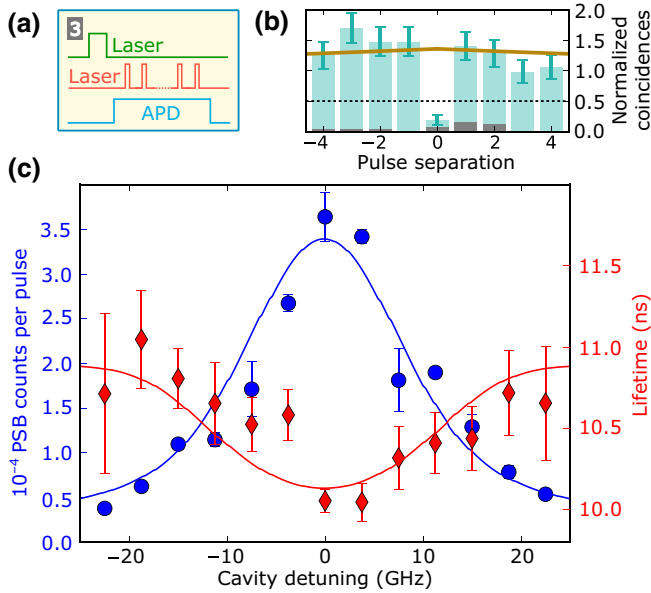 (a)
3
Laser
Laser
APD
(b)
2.0
1.5
1.0
0.5
0.0
Normalized
coincidences
−4 −2 0 2 4
Pulse separation
(c)
10⁻⁴ PSB counts per pulse
3.5
3.0
2.5
2.0
1.5
1.0
0.5
0.0
11.5
11.0
10.5
10.0
Lifetime (ns)
−20 −10 0 10 20
Cavity detuning (GHz)